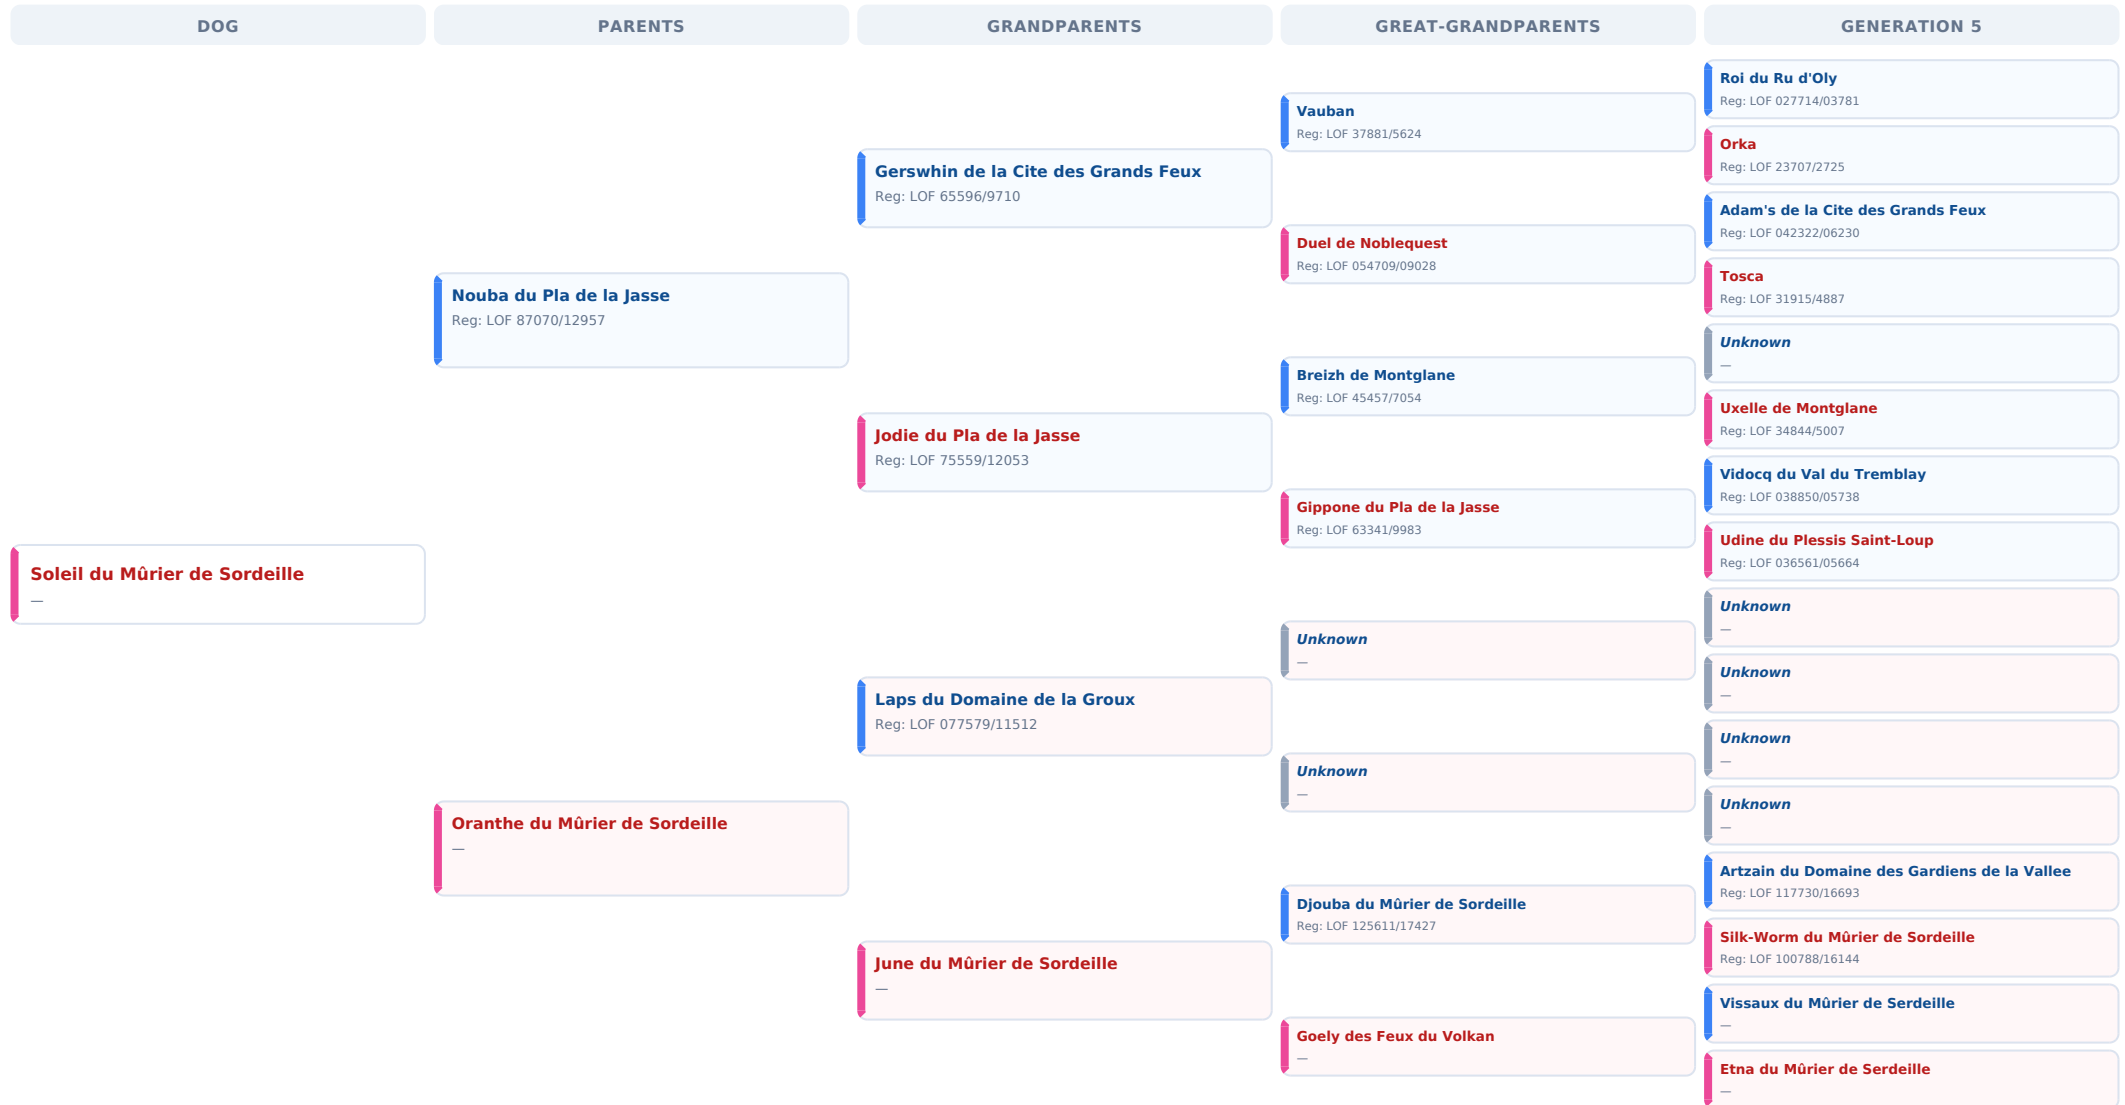 DOG
PARENTS
GRANDPARENTS
GREAT-GRANDPARENTS
GENERATION 5
Soleil du Mûrier de Sordeille
—
Nouba du Pla de la Jasse
Reg: LOF 87070/12957
Oranthe du Mûrier de Sordeille
—
Gerswhin de la Cite des Grands Feux
Reg: LOF 65596/9710
Jodie du Pla de la Jasse
Reg: LOF 75559/12053
Laps du Domaine de la Groux
Reg: LOF 077579/11512
June du Mûrier de Sordeille
—
Vauban
Reg: LOF 37881/5624
Duel de Noblequest
Reg: LOF 054709/09028
Breizh de Montglane
Reg: LOF 45457/7054
Gippone du Pla de la Jasse
Reg: LOF 63341/9983
Unknown
—
Unknown
—
Djouba du Mûrier de Sordeille
Reg: LOF 125611/17427
Goely des Feux du Volkan
—
Roi du Ru d'Oly
Reg: LOF 027714/03781
Orka
Reg: LOF 23707/2725
Adam's de la Cite des Grands Feux
Reg: LOF 042322/06230
Tosca
Reg: LOF 31915/4887
Unknown
—
Uxelle de Montglane
Reg: LOF 34844/5007
Vidocq du Val du Tremblay
Reg: LOF 038850/05738
Udine du Plessis Saint-Loup
Reg: LOF 036561/05664
Unknown
—
Unknown
—
Unknown
—
Unknown
—
Artzain du Domaine des Gardiens de la Vallee
Reg: LOF 117730/16693
Silk-Worm du Mûrier de Sordeille
Reg: LOF 100788/16144
Vissaux du Mûrier de Serdeille
—
Etna du Mûrier de Serdeille
—